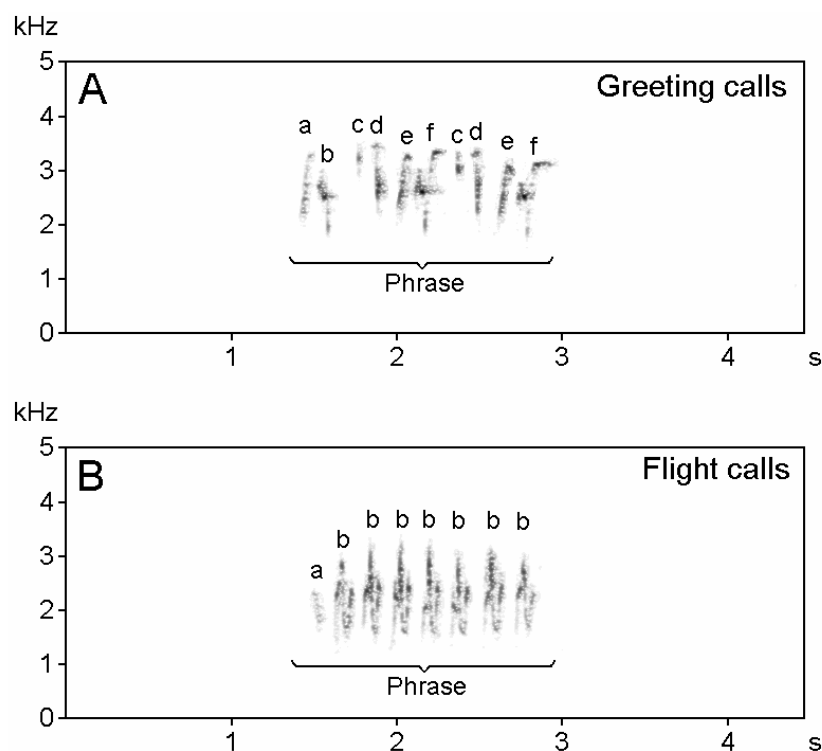 kHz
5
A
Greeting calls
4
a b c d e f c d e f
3
2
1
Phrase
0
1 2 3 4 s
kHz
5
B
Flight calls
4
a b b b b b b b
3
2
1
Phrase
0
1 2 3 4 s